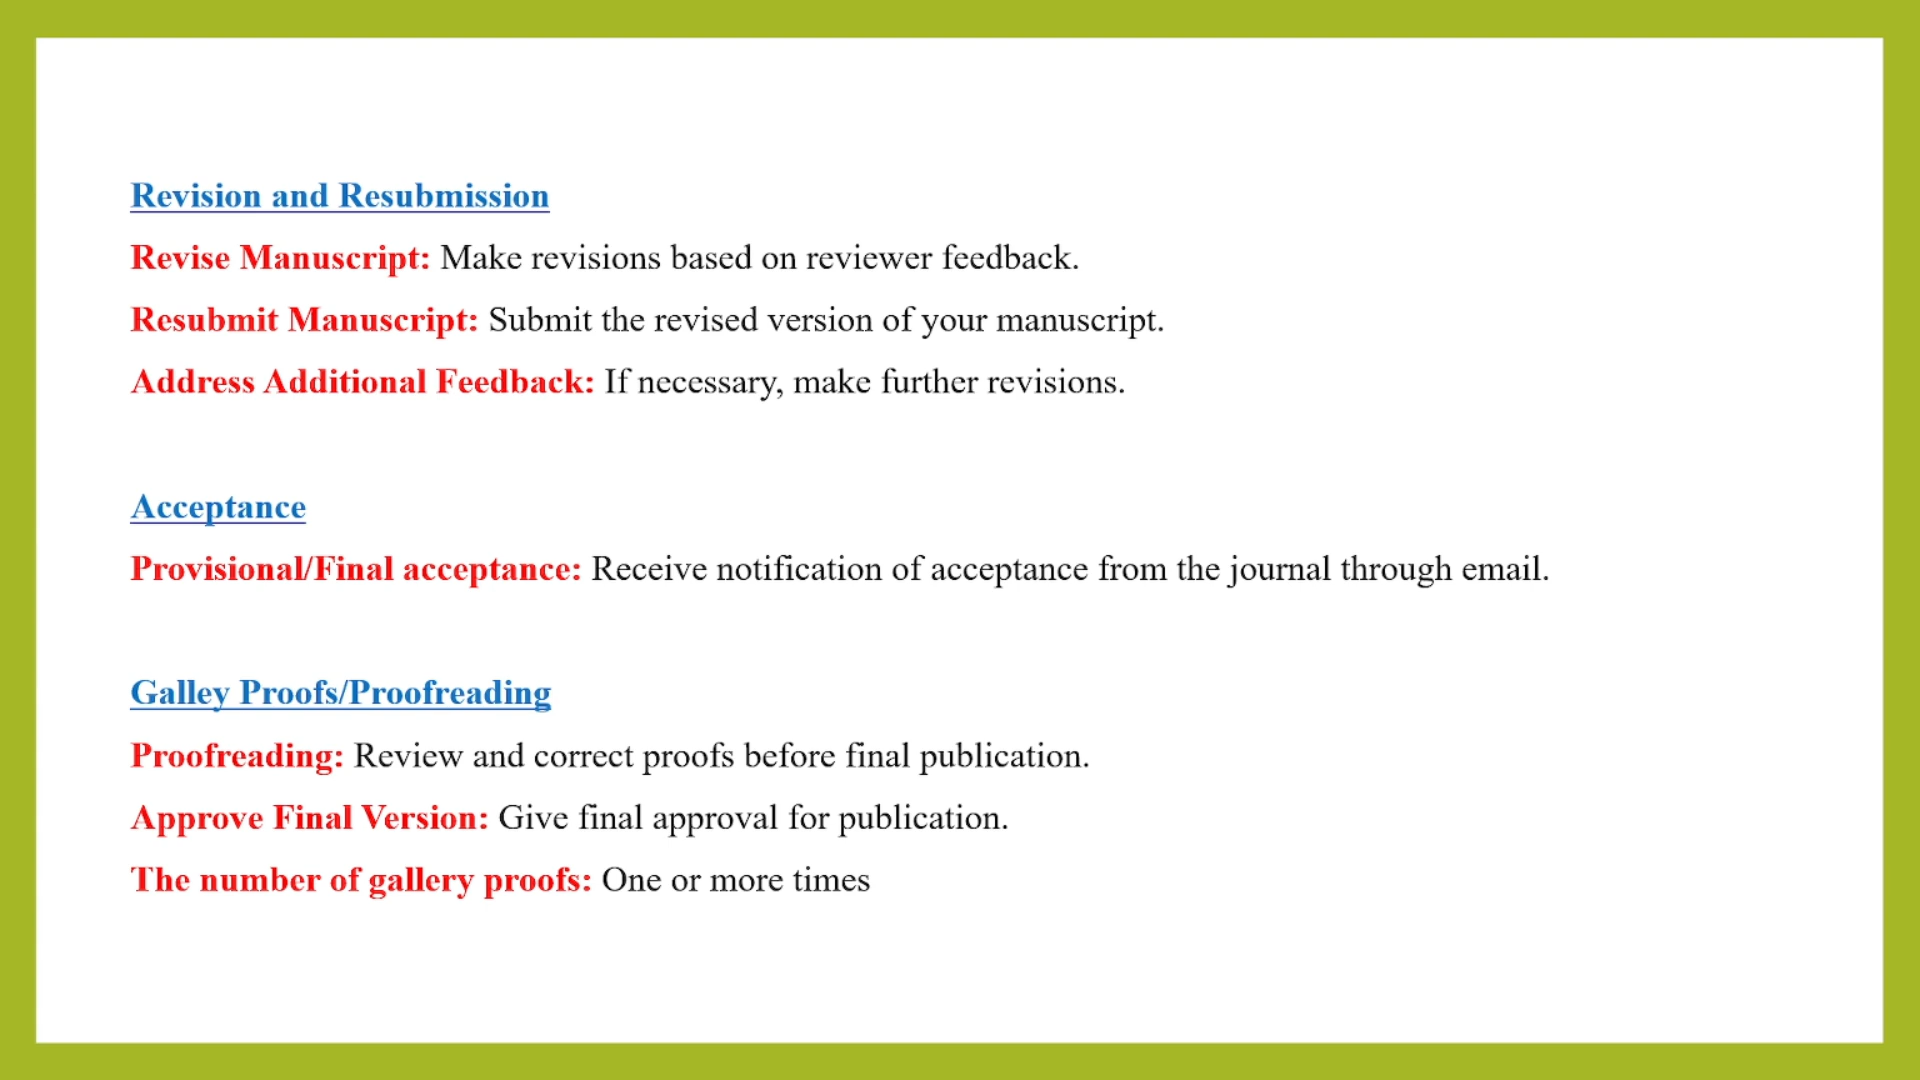 Revision and Resubmission
Revise Manuscript: Make revisions based on reviewer feedback.
Resubmit Manuscript: Submit the revised version of your manuscript.
Address Additional Feedback: If necessary, make further revisions.
Acceptance
Provisional/Final acceptance: Receive notification of acceptance from the journal through email.
Galley Proofs/Proofreading
Proofreading: Review and correct proofs before final publication.
Approve Final Version: Give final approval for publication.
The number of gallery proofs: One or more times